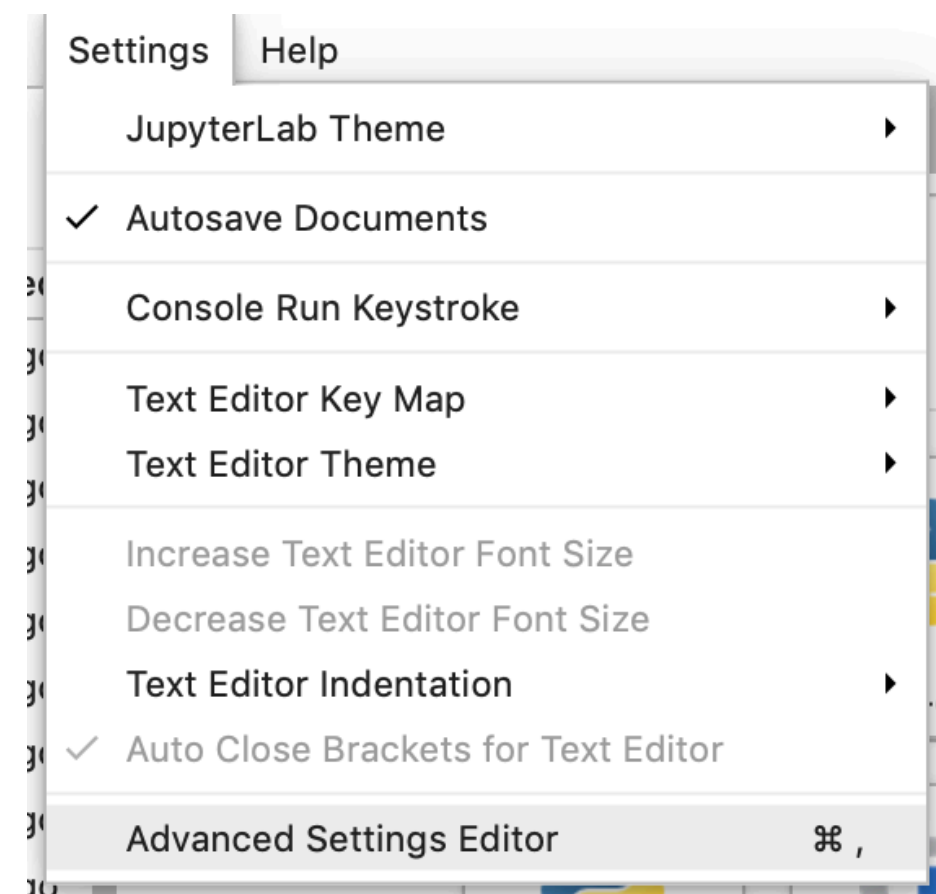 Settings Help
JupyterLab Theme
Autosave Documents
Console Run Keystroke
Text Editor Key Map
Text Editor Theme
Increase Text Editor Font Size
Decrease Text Editor Font Size
Text Editor Indentation
Auto Close Brackets for Text Editor
Advanced Settings Editor ⌘ ,